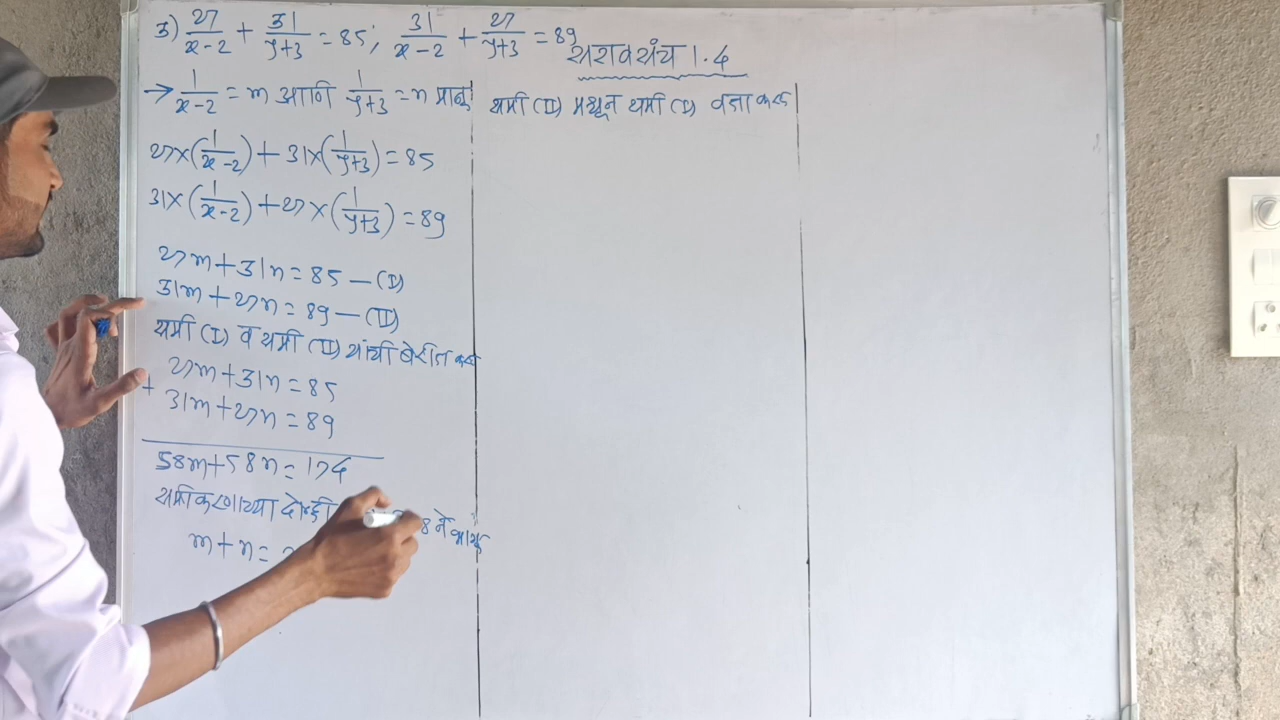 3) 27/(x-2) + 31/(y+3) = 85; 31/(x-2) + 27/(y+3) = 89
सरावसंच 1.4
→ 1/(x-2) = m आणि 1/(y+3) = n मानू
27×(1/(x-2)) + 31×(1/(y+3)) = 85
31×(1/(x-2)) + 27×(1/(y+3)) = 89
27m + 31n = 85 — (I)
31m + 27n = 89 — (II)
समी (I) व समी (II) यांची बेरीज करू
27m + 31n = 85
+ 31m + 27n = 89
58m + 58n = 174
समीकरणाच्या दोन्ही 8 ने भागू
m + n =
समी (II) मधून समी (I) वजा करू